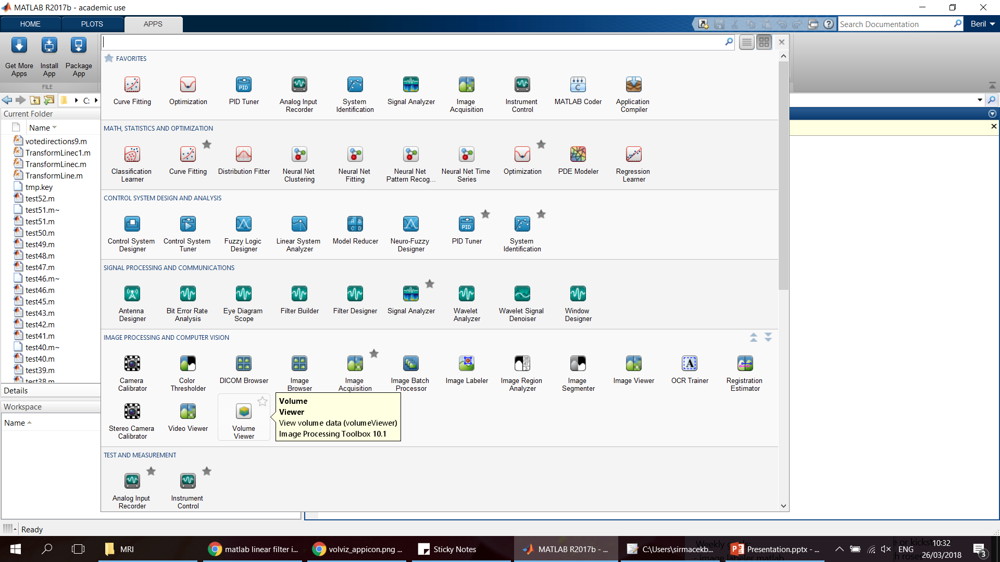 MATLAB R2017b - academic use
HOME
PLOTS
APPS
Search Documentation
Beril
Get More Apps
Install App
Package App
FILE
C:
Current Folder
Name
votedirections9.m
TransformLinec1.m
TransformLinec.m
TransformLine.m
tmp.key
test52.m
test51.m~
test51.m
test50.m
test49.m
test48.m
test47.m
test46.m~
test46.m
test45.m
test43.m
test42.m
test41.m
test40.m~
test40.m
test39.m
test38.m
Details
Workspace
Name
FAVORITES
Curve Fitting
Optimization
PID Tuner
Analog Input Recorder
System Identification
Signal Analyzer
Image Acquisition
Instrument Control
MATLAB Coder
Application Compiler
MATH, STATISTICS AND OPTIMIZATION
Classification Learner
Curve Fitting
Distribution Fitter
Neural Net Clustering
Neural Net Fitting
Neural Net Pattern Recog...
Neural Net Time Series
Optimization
PDE Modeler
Regression Learner
CONTROL SYSTEM DESIGN AND ANALYSIS
Control System Designer
Control System Tuner
Fuzzy Logic Designer
Linear System Analyzer
Model Reducer
Neuro-Fuzzy Designer
PID Tuner
System Identification
SIGNAL PROCESSING AND COMMUNICATIONS
Antenna Designer
Bit Error Rate Analysis
Eye Diagram Scope
Filter Builder
Filter Designer
Signal Analyzer
Wavelet Analyzer
Wavelet Signal Denoiser
Window Designer
IMAGE PROCESSING AND COMPUTER VISION
Camera Calibrator
Color Thresholder
DICOM Browser
Image Browser
Image Acquisition
Image Batch Processor
Image Labeler
Image Region Analyzer
Image Segmenter
Image Viewer
OCR Trainer
Registration Estimator
Stereo Camera Calibrator
Video Viewer
Volume Viewer
Volume
Viewer
View volume data (volumeViewer)
Image Processing Toolbox 10.1
TEST AND MEASUREMENT
Analog Input Recorder
Instrument Control
Ready
MRI
matlab linear filter i...
volviz_appicon.png ...
Sticky Notes
MATLAB R2017b - ...
C:\Users\sirmacekb...
Presentation.pptx - ...
ENG
10:32
26/03/2018
3